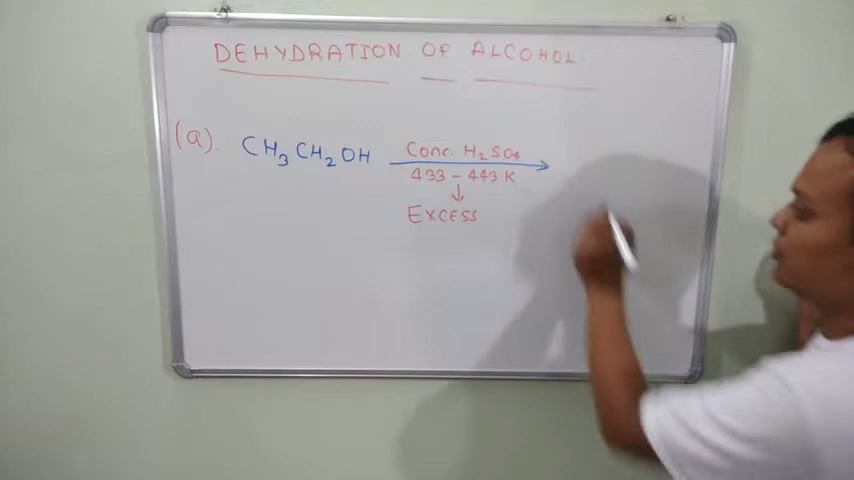 DEHYDRATION OF ALCOHOL.
(a). CH₃CH₂OH Conc. H₂SO₄
433 - 443 K
↓
EXCESS